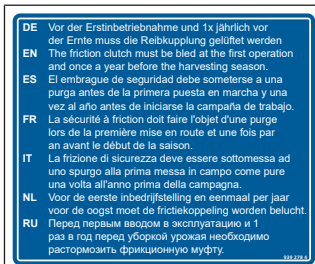 DE Vor der Erstinbetriebnahme und 1x jährlich vor
der Ernte muss die Reibkupplung gelüftet werden
EN The friction clutch must be bled at the first operation
and once a year before the harvesting season.
ES El embrague de seguridad debe someterse a una
purga antes de la primera puesta en marcha y una
vez al año antes de iniciarse la campaña de trabajo.
FR La sécurité à friction doit faire l'objet d'une purge
lors de la première mise en route et une fois par
an avant le début de la saison.
IT La frizione di sicurezza deve essere sottomessa ad
uno spurgo alla prima messa in campo come pure
una volta all'anno prima della campagna.
NL Voor de eerste inbedrijfstelling en eenmaal per jaar
voor de oogst moet de frictiekoppeling worden belucht.
RU Перед первым вводом в эксплуатацию и 1
раз в год перед уборкой урожая необходимо
растормозить фрикционную муфту.
939 278 6